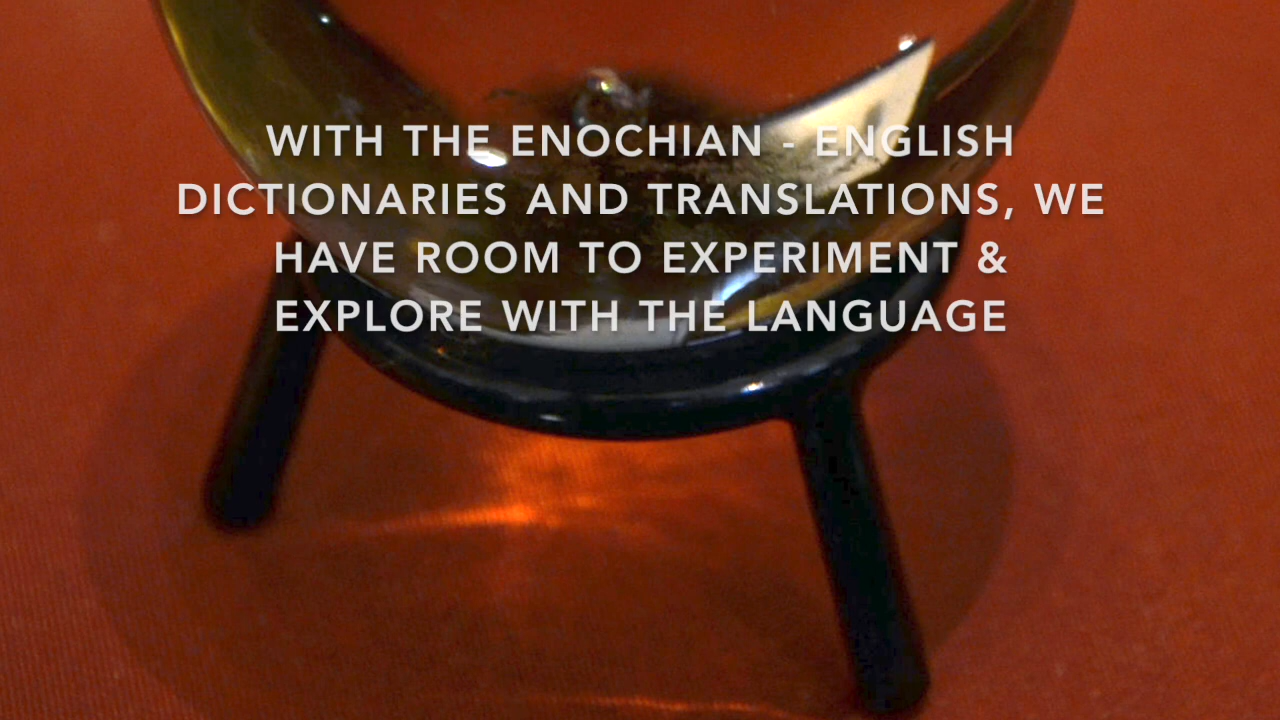 WITH THE ENOCHIAN - ENGLISH
DICTIONARIES AND TRANSLATIONS, WE
HAVE ROOM TO EXPERIMENT &
EXPLORE WITH THE LANGUAGE